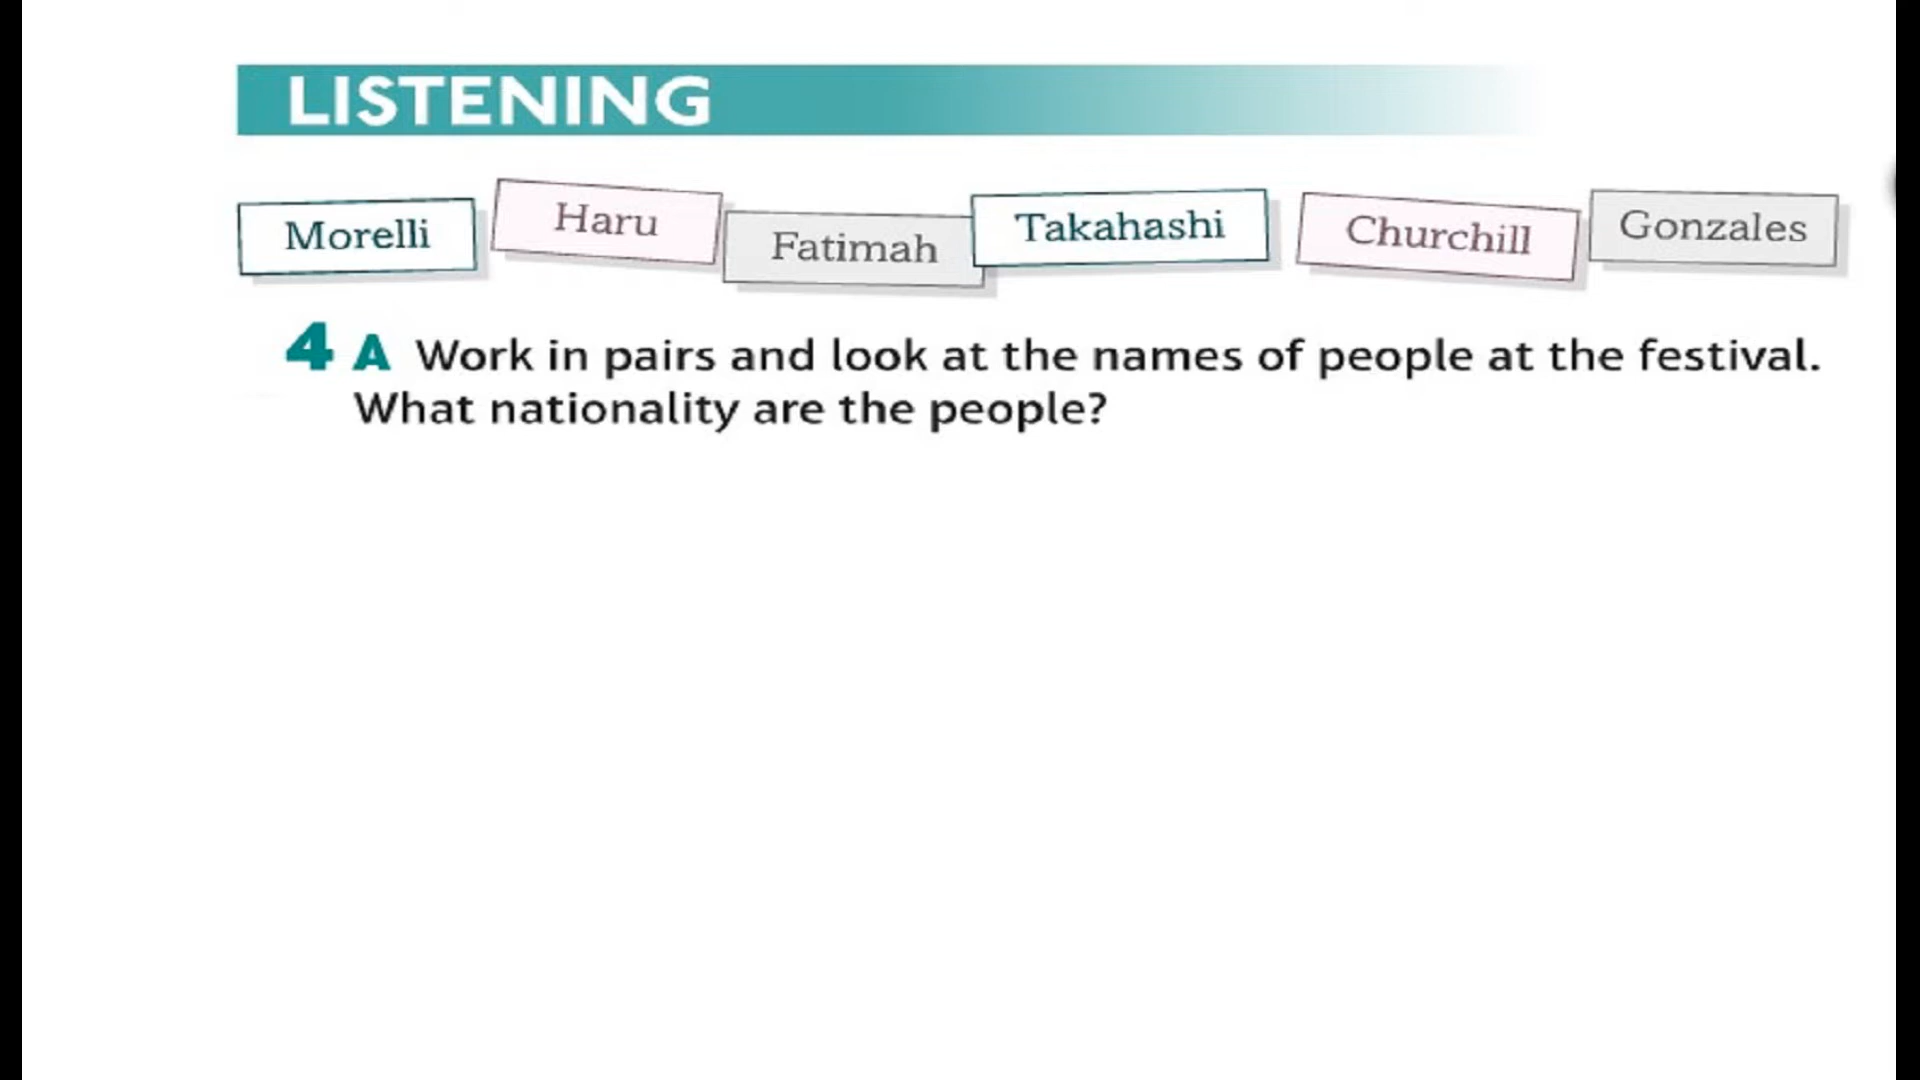 LISTENING
Morelli Haru Fatimah Takahashi Churchill Gonzales
4 A Work in pairs and look at the names of people at the festival.
What nationality are the people?